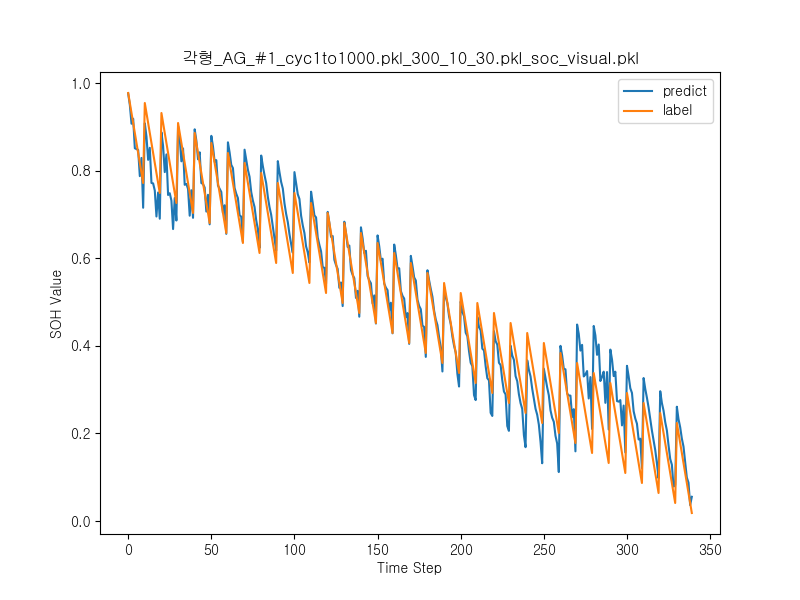 각형_AG_#1_cyc1to1000.pkl_300_10_30.pkl_soc_visual.pkl
predict
label
1.0
0.8
0.6
0.4
0.2
0.0
SOH Value
0 50 100 150 200 250 300 350
Time Step